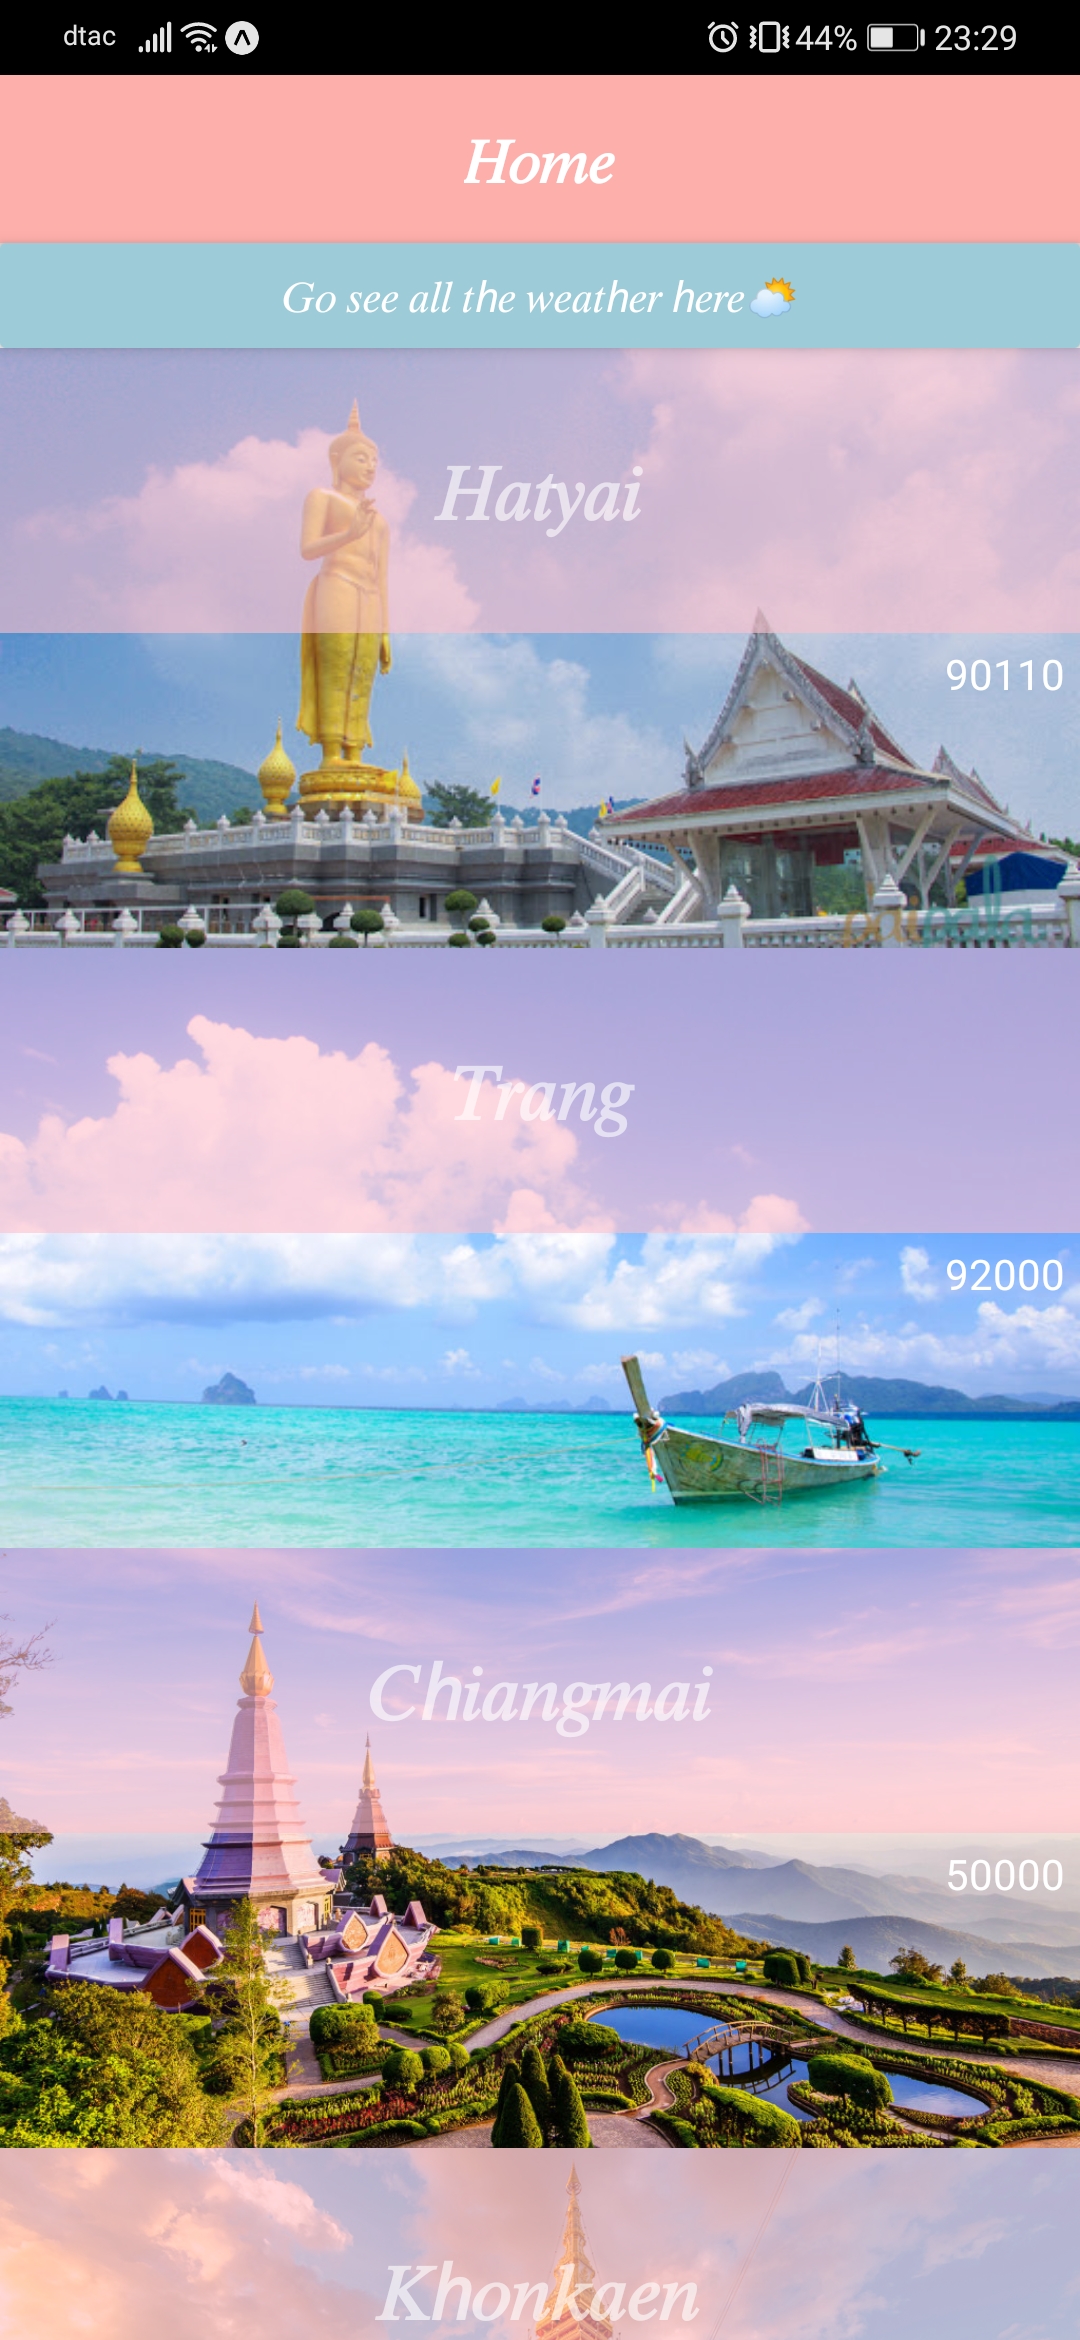 dtac 44% 23:29
Home
Go see all the weather here
Hatyai
90110
Trang
92000
Chiangmai
50000
Khonkaen